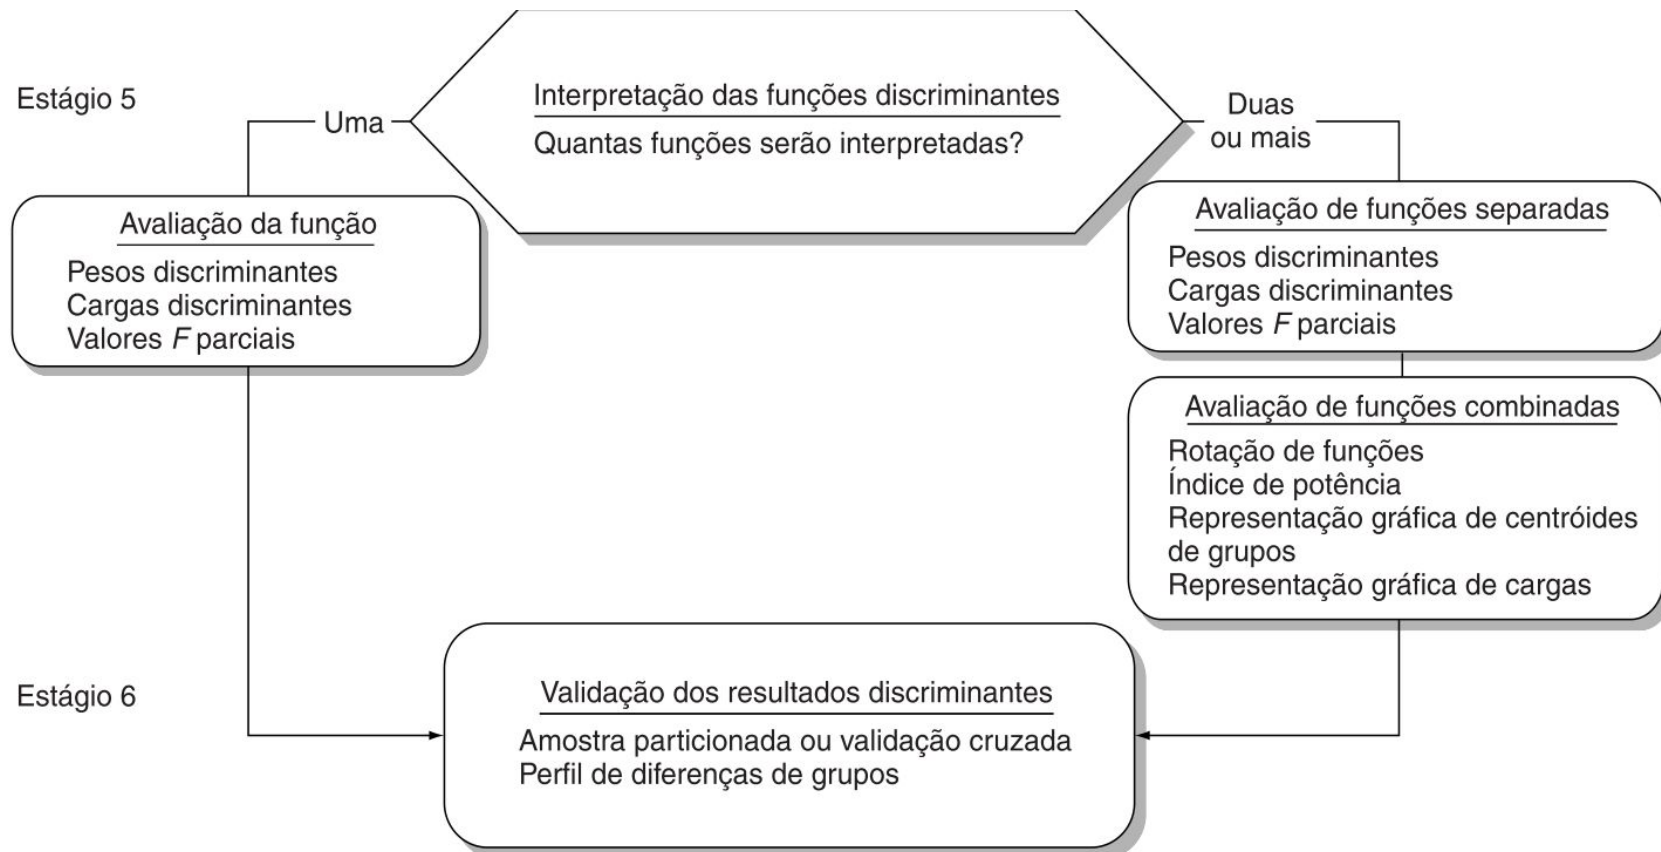 Estágio 5
Uma
Interpretação das funções discriminantes
Quantas funções serão interpretadas?
Duas
ou mais
Avaliação da função
Pesos discriminantes
Cargas discriminantes
Valores F parciais
Avaliação de funções separadas
Pesos discriminantes
Cargas discriminantes
Valores F parciais
Avaliação de funções combinadas
Rotação de funções
Índice de potência
Representação gráfica de centróides
de grupos
Representação gráfica de cargas
Estágio 6
Validação dos resultados discriminantes
Amostra particionada ou validação cruzada
Perfil de diferenças de grupos